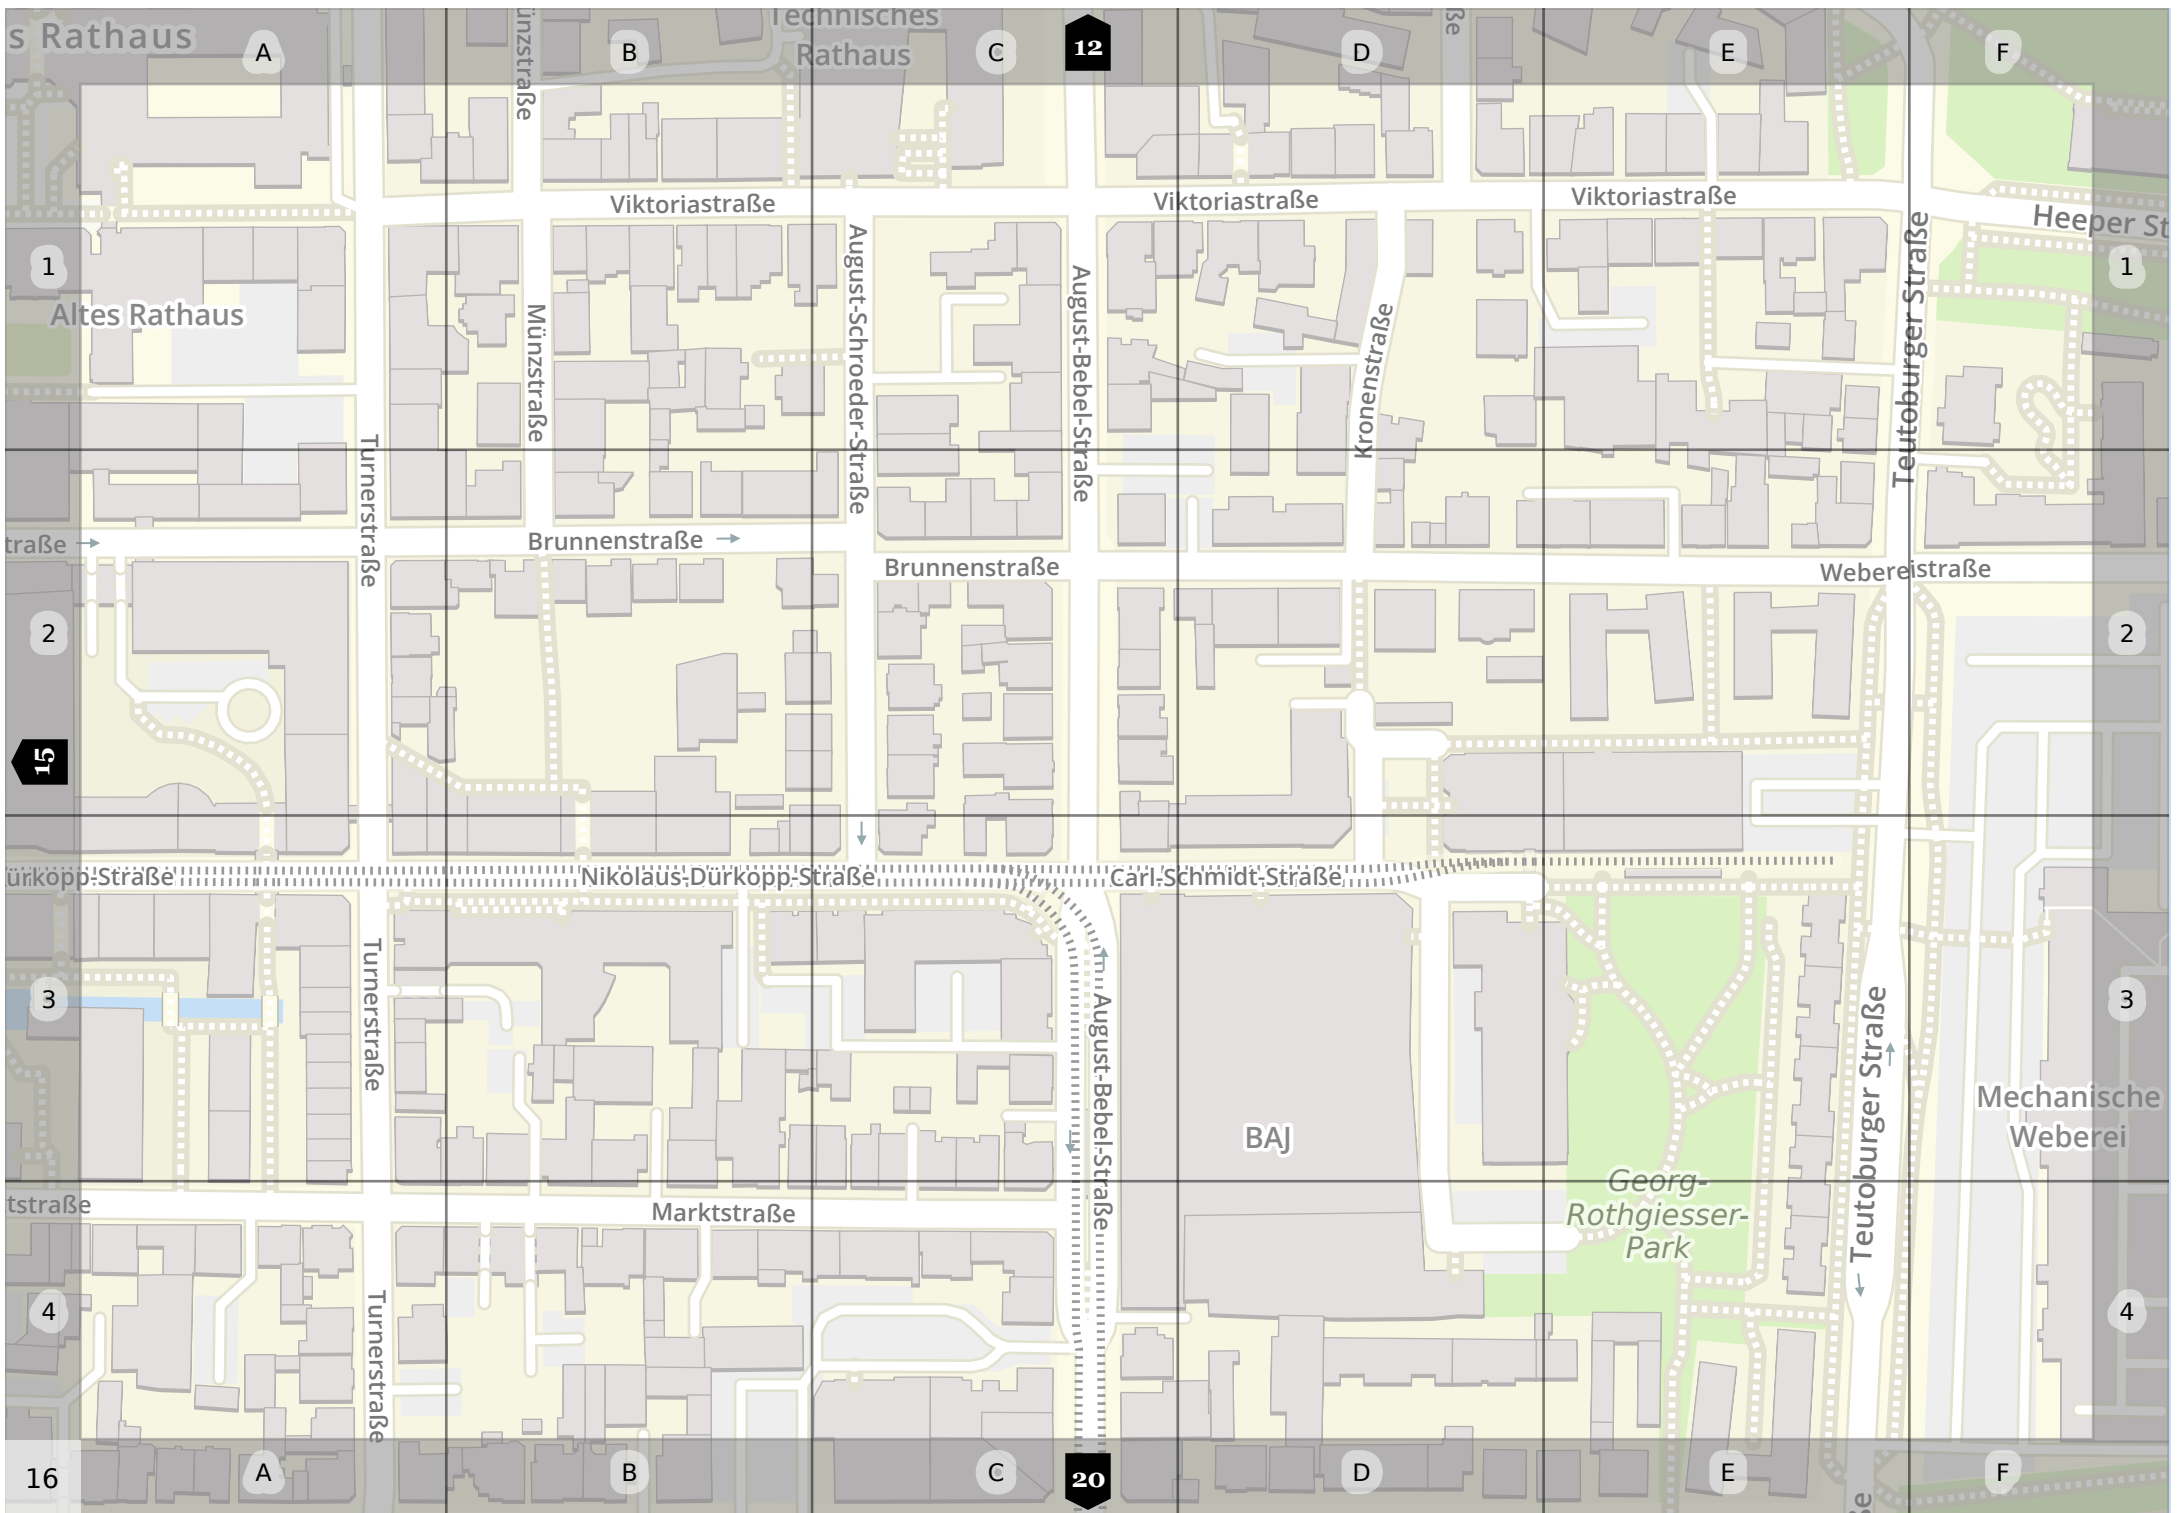 s Rathaus
A
ünzstraße
B
Technisches
Rathaus
C
12
D
ße
E
F
Viktoriastraße
Viktoriastraße
Viktoriastraße
Heeper St
1
Altes Rathaus
Münzstraße
August-Schroeder-Straße
August-Bebel-Straße
Kronenstraße
Teutoburger Straße
1
Turnerstraße
traße
Brunnenstraße
Brunnenstraße
Webereistraße
2
2
15
ürkopp-Straße
Nikolaus-Dürkopp-Straße
Carl-Schmidt-Straße
3
Turnerstraße
August-Bebel-Straße
Teutoburger Straße
3
Mechanische
Weberei
BAJ
Georg-
Rothgiesser-
Park
tstraße
Marktstraße
4
Turnerstraße
4
16
A
B
C
20
D
E
ße
F